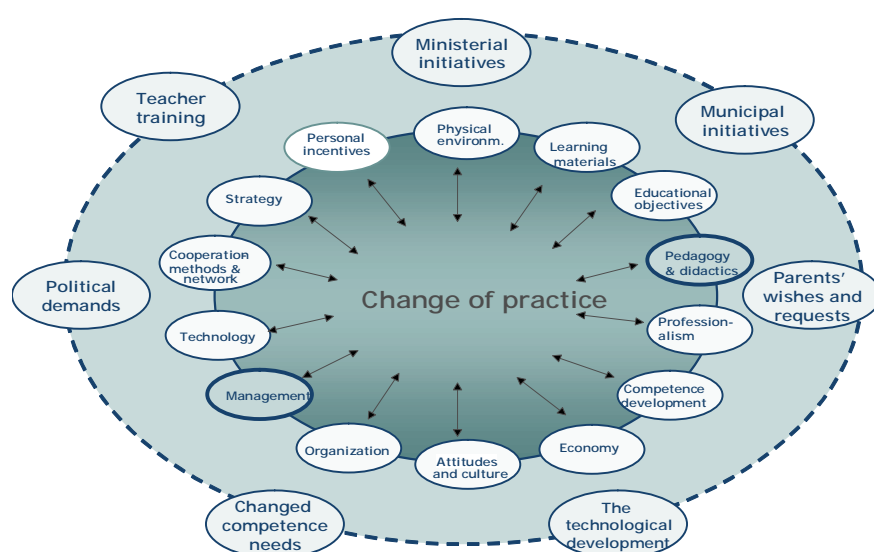 Ministerial
initiatives
Teacher
training
Municipal
initiatives
Personal
incentives
Physical
environm.
Learning
materials
Strategy
Educational
objectives
Cooperation-
methods &
network
Pedagogy
& didactics
Political
demands
Change of practice
Parents'
wishes and
requests
Technology
Profession-
alism
Management
Competence
development
Organization
Attitudes
and culture
Economy
Changed
competence
needs
The
technological
development